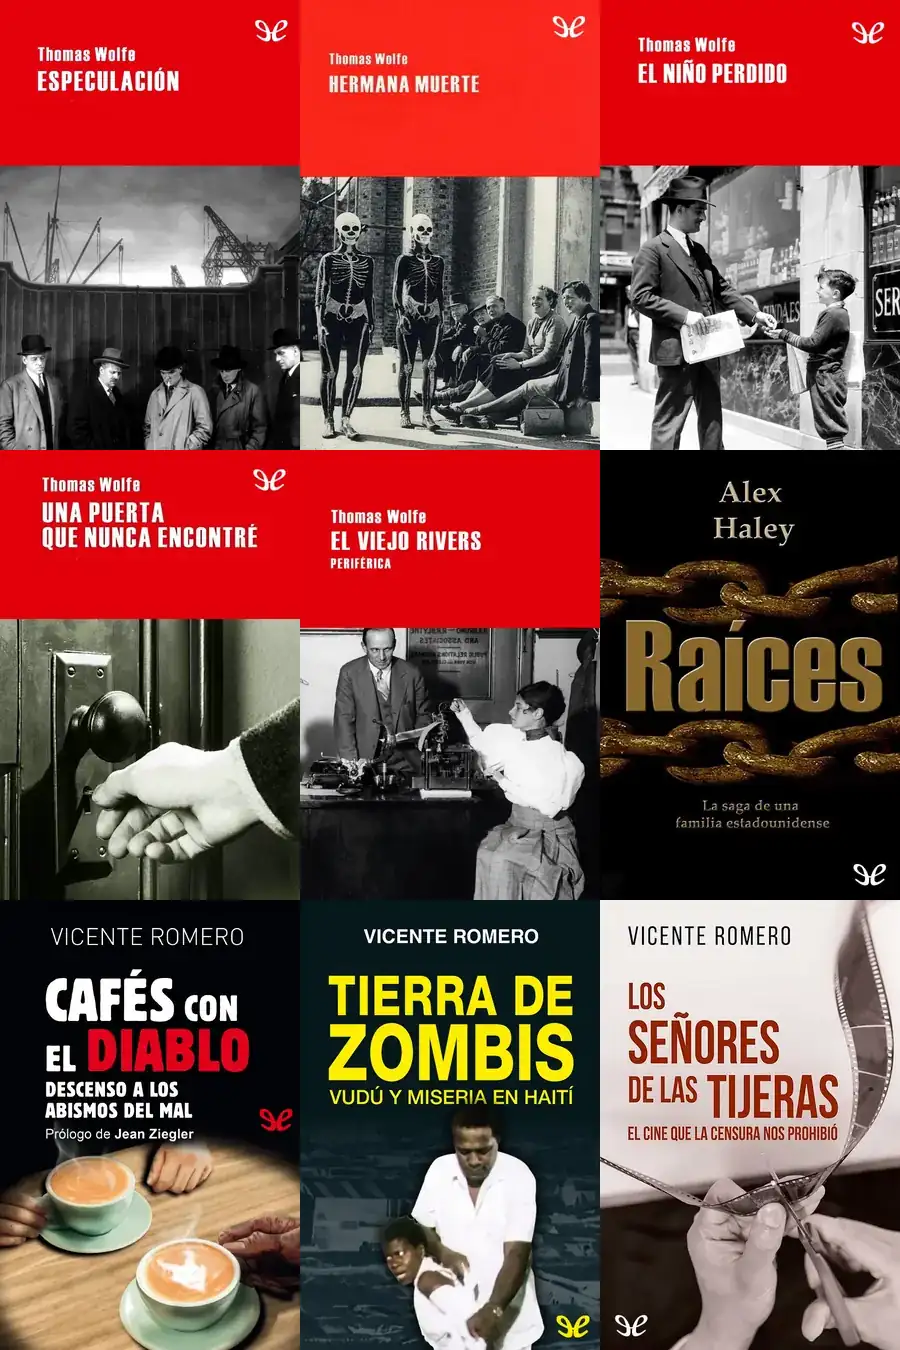 Thomas Wolfe
ESPECULACIÓN
Thomas Wolfe
HERMANA MUERTE
Thomas Wolfe
EL NIÑO PERDIDO
SER
Thomas Wolfe
UNA PUERTA
QUE NUNCA ENCONTRÉ
Thomas Wolfe
EL VIEJO RIVERS
PERIFÉRICA
Alex
Haley
Raíces
La saga de una
familia estadounidense
VICENTE ROMERO
CAFÉS CON
EL DIABLO
DESCENSO A LOS
ABISMOS DEL MAL
Prólogo de Jean Ziegler
VICENTE ROMERO
TIERRA DE
ZOMBIS
VUDÚ Y MISERIA EN HAITÍ
VICENTE ROMERO
LOS
SEÑORES
DE LAS TIJERAS
EL CINE QUE LA CENSURA NOS PROHIBIÓ